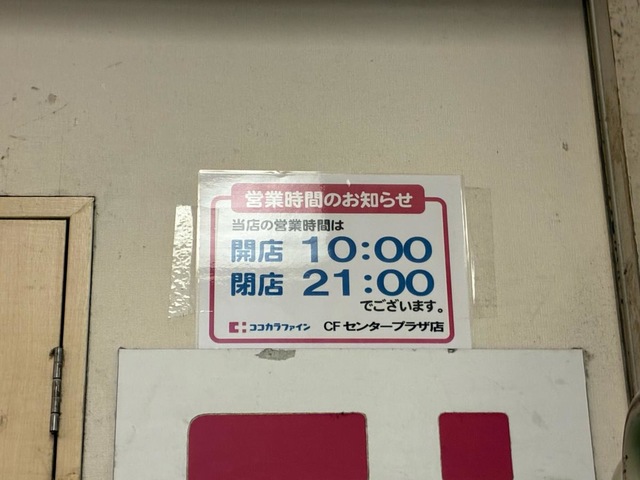 営業時間のお知らせ
当店の営業時間は
開店 10:00
閉店 21:00
でございます。
ココカラファイン CFセンタープラザ店